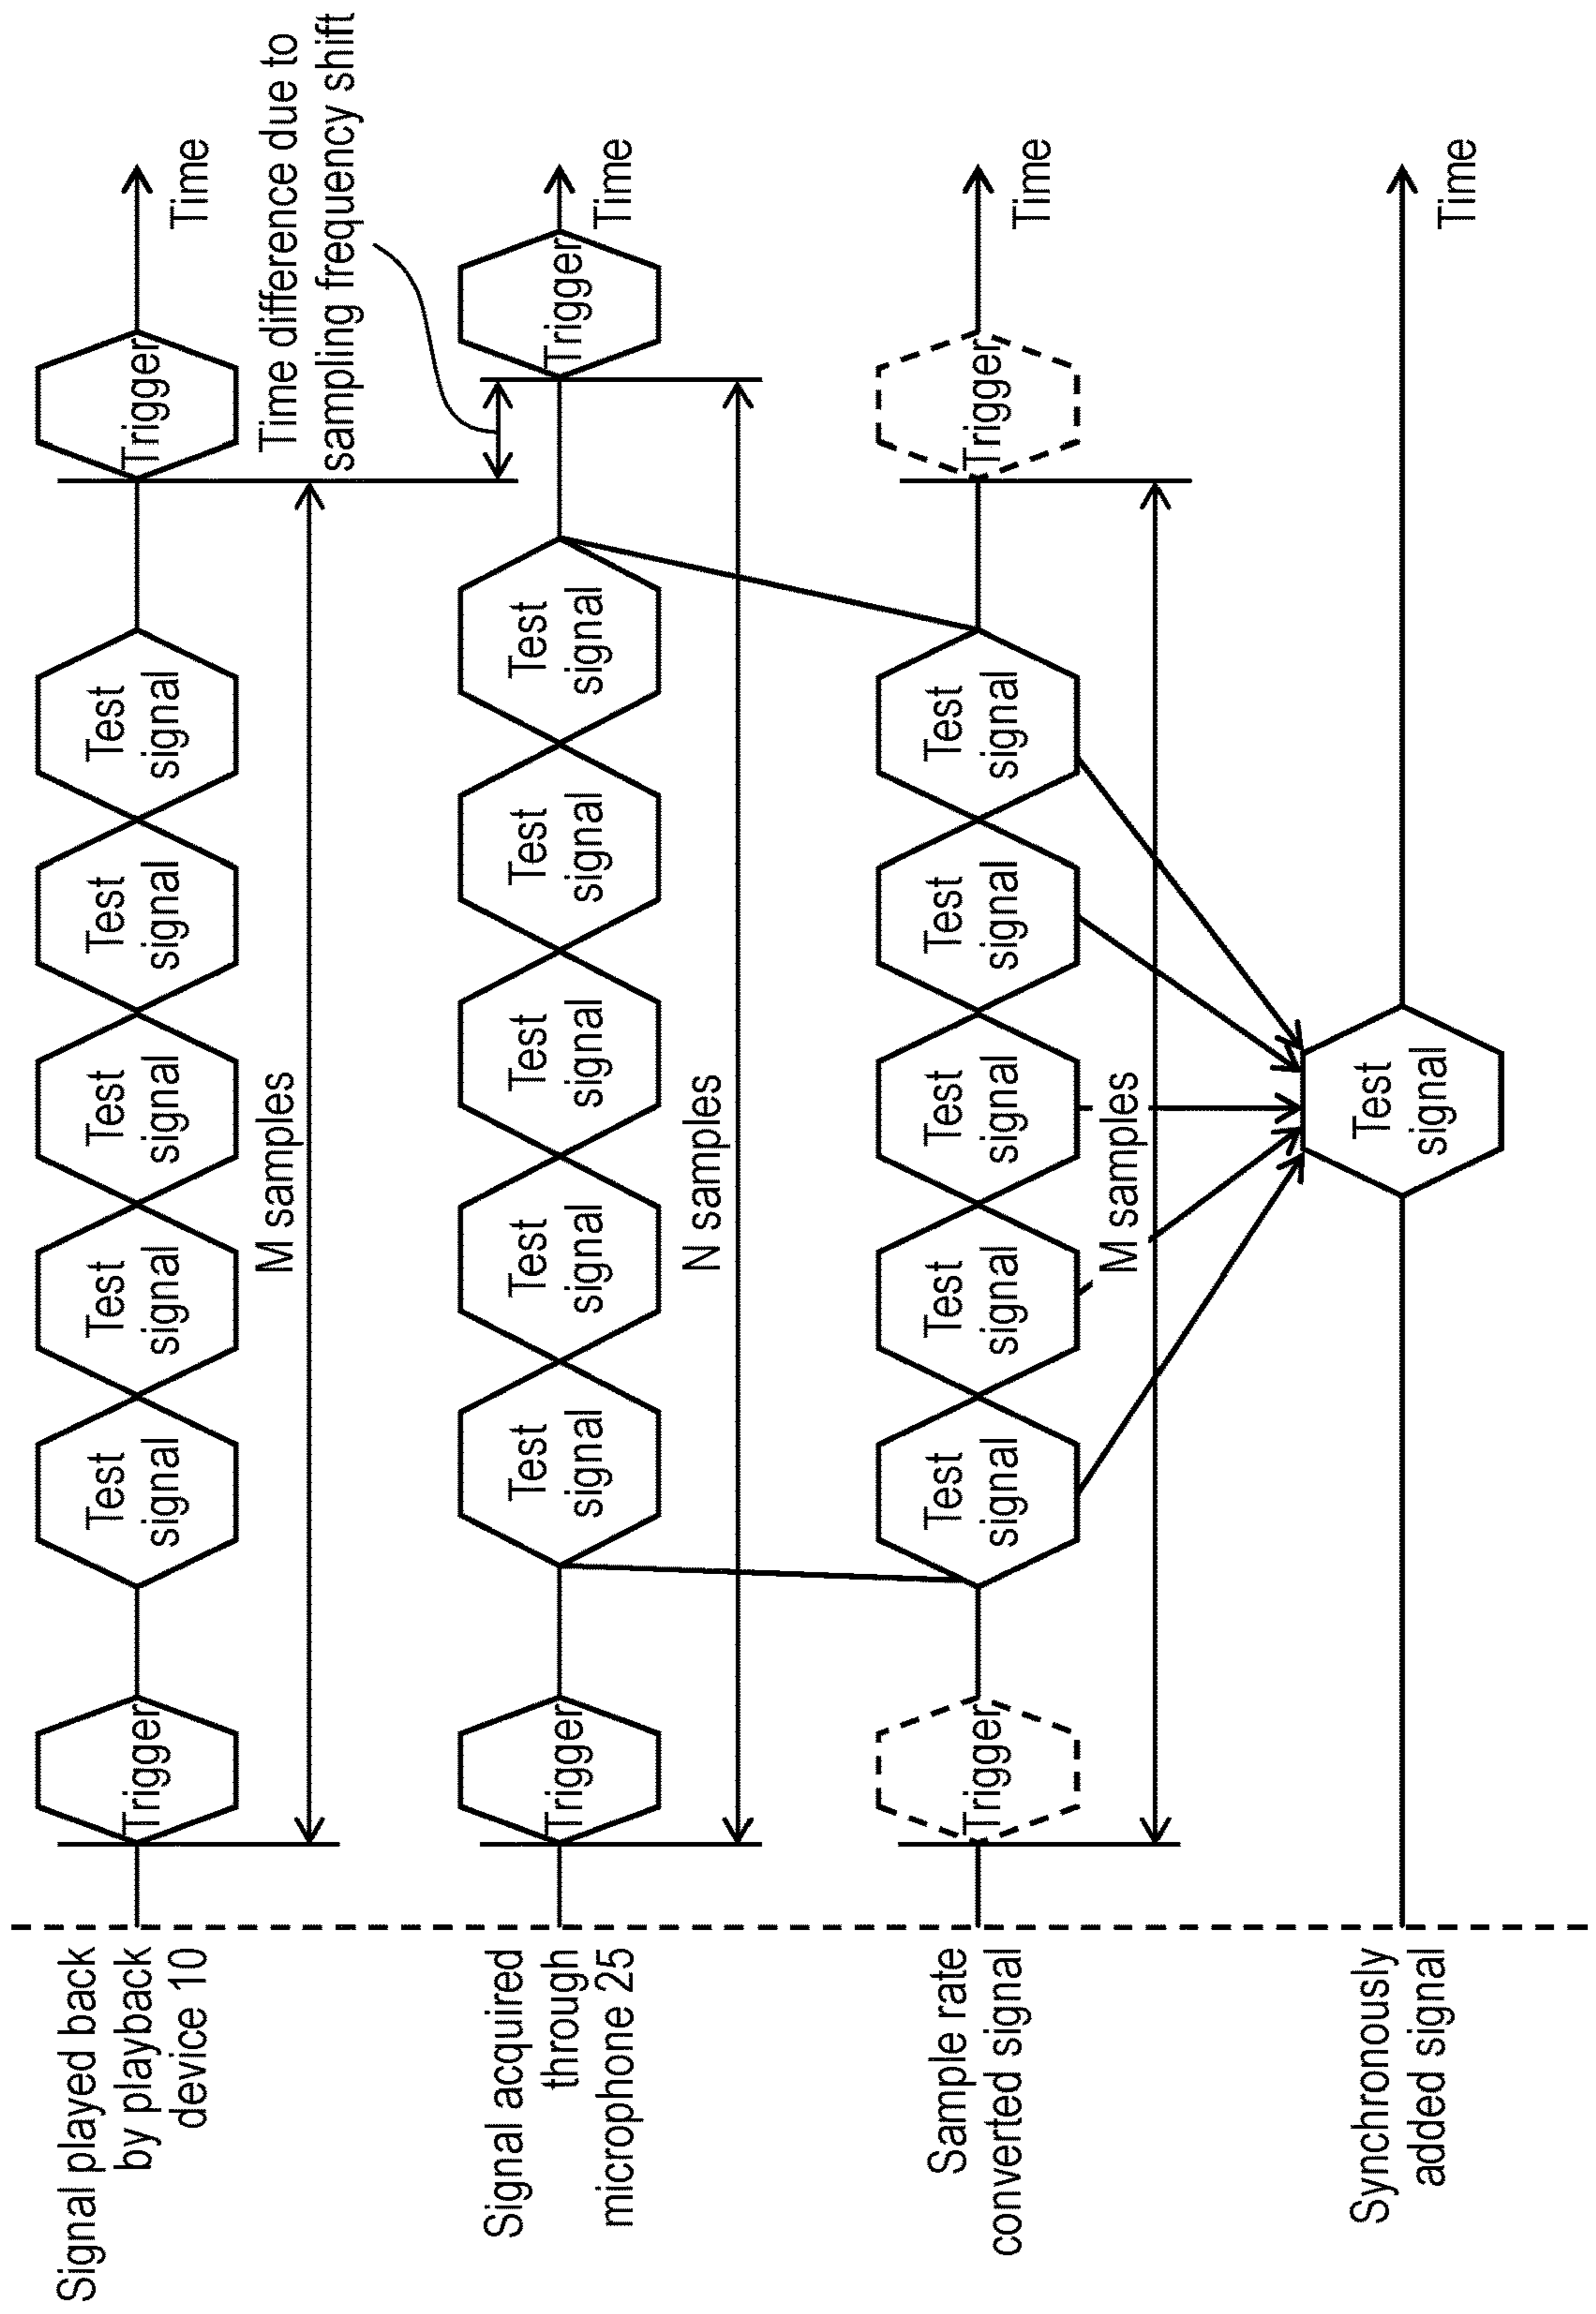 Signal played back
by playback
device 10
Trigger
Test
signal
Test
signal
Test
signal
Test
signal
Test
signal
Trigger
Time
M samples
Time difference due to
sampling frequency shift
Signal acquired
through
microphone 25
Trigger
Test
signal
Test
signal
Test
signal
Test
signal
Test
signal
Trigger
Time
N samples
Sample rate
converted signal
Trigger
Test
signal
Test
signal
Test
signal
Test
signal
Test
signal
Trigger
Time
M samples
Synchronously
added signal
Test
signal
Time